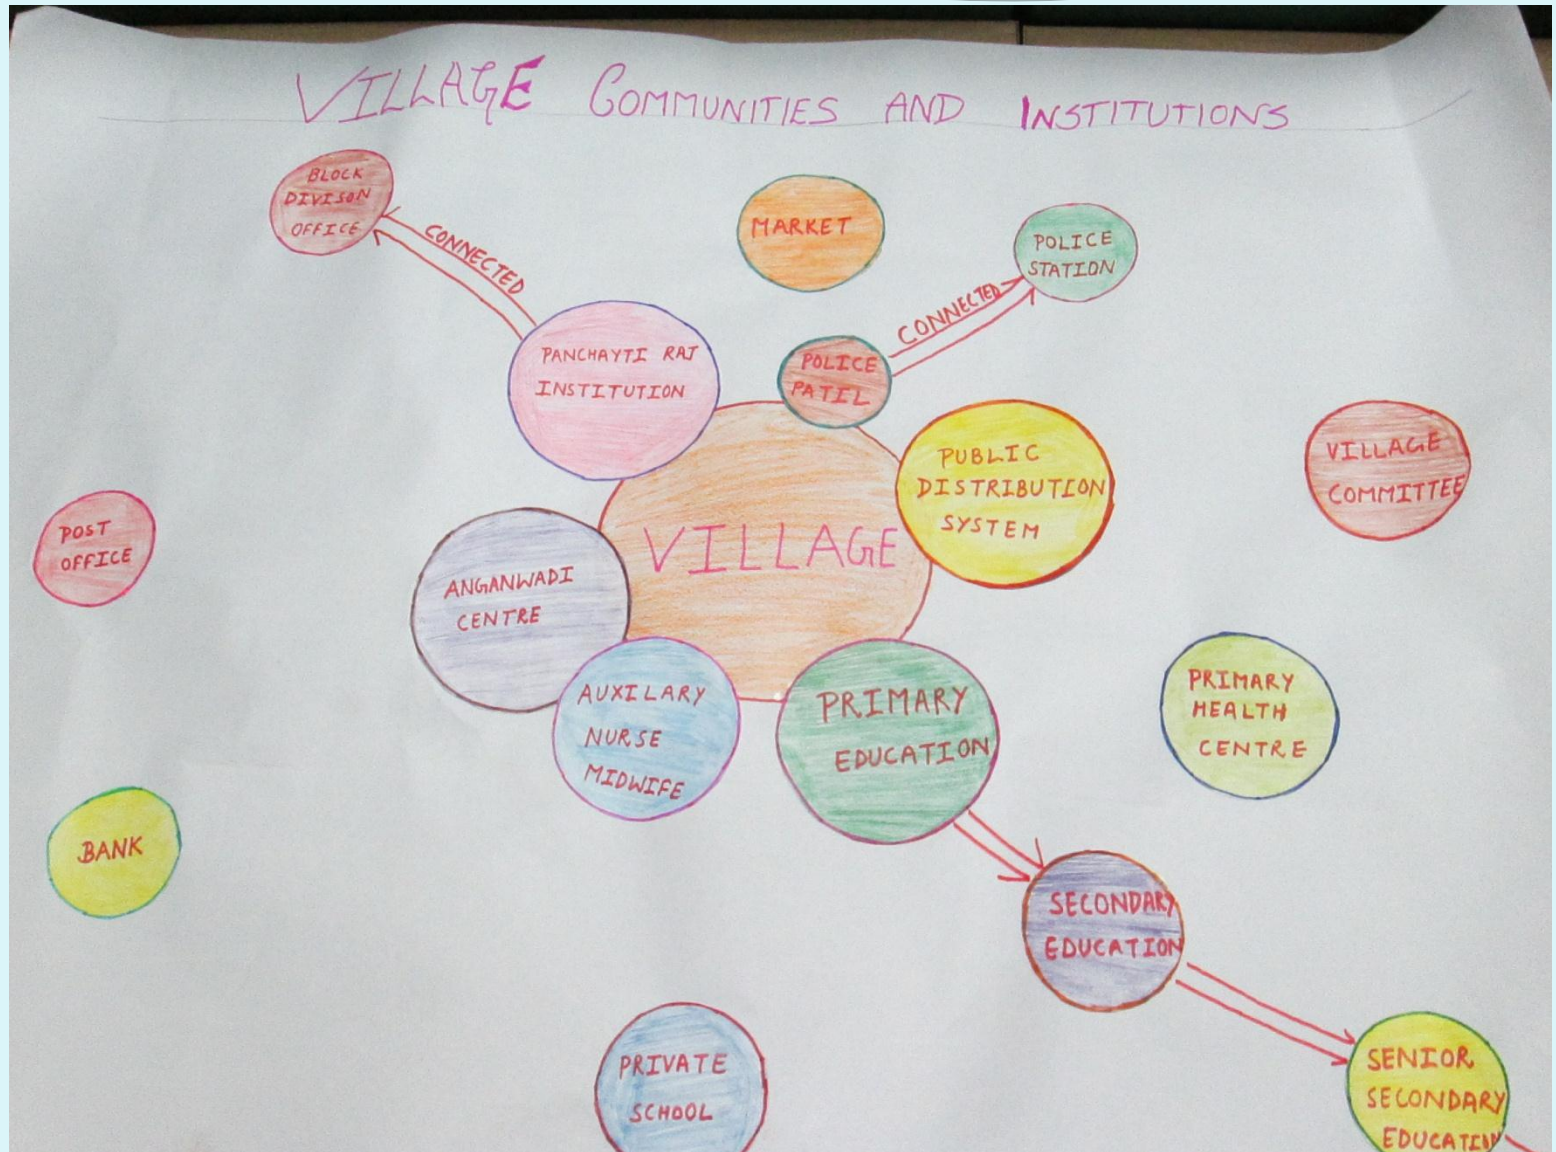 VILLAGE COMMUNITIES AND INSTITUTIONS
BLOCK
DIVISON
OFFICE
CONNECTED
MARKET
POLICE
STATION
CONNECTED
PANCHAYTI RAJ
INSTITUTION
POLICE
PATIL
PUBLIC
DISTRIBUTION
SYSTEM
VILLAGE
COMMITTEE
POST
OFFICE
VILLAGE
ANGANWADI
CENTRE
AUXILARY
NURSE
MIDWIFE
PRIMARY
EDUCATION
PRIMARY
HEALTH
CENTRE
BANK
SECONDARY
EDUCATION
PRIVATE
SCHOOL
SENIOR
SECONDARY
EDUCATION